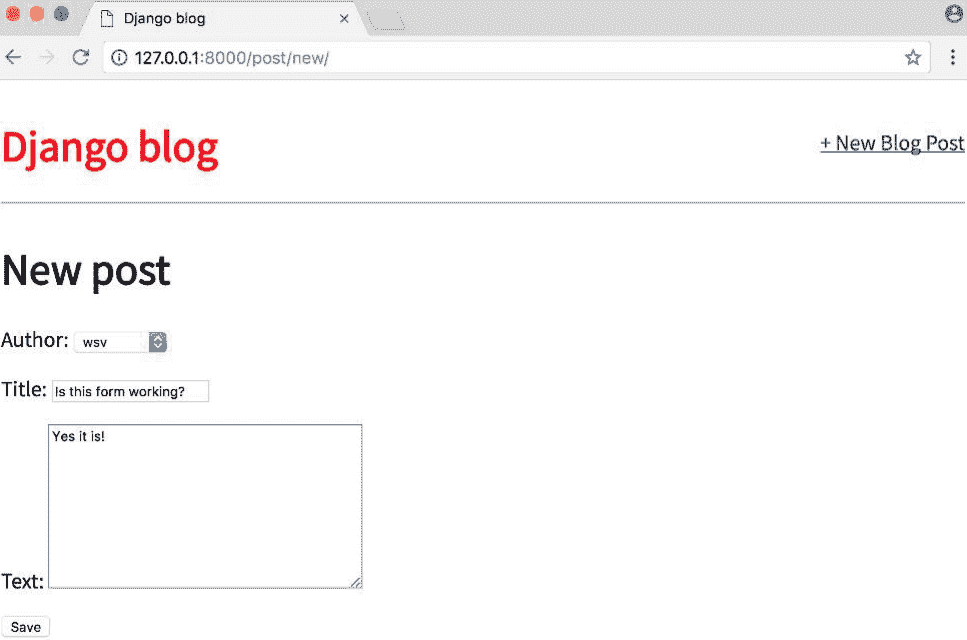 Django blog
127.0.0.1:8000/post/new/
Django blog
+ New Blog Post
New post
Author: wsv
Title: Is this form working?
Yes it is!
Text:
Save